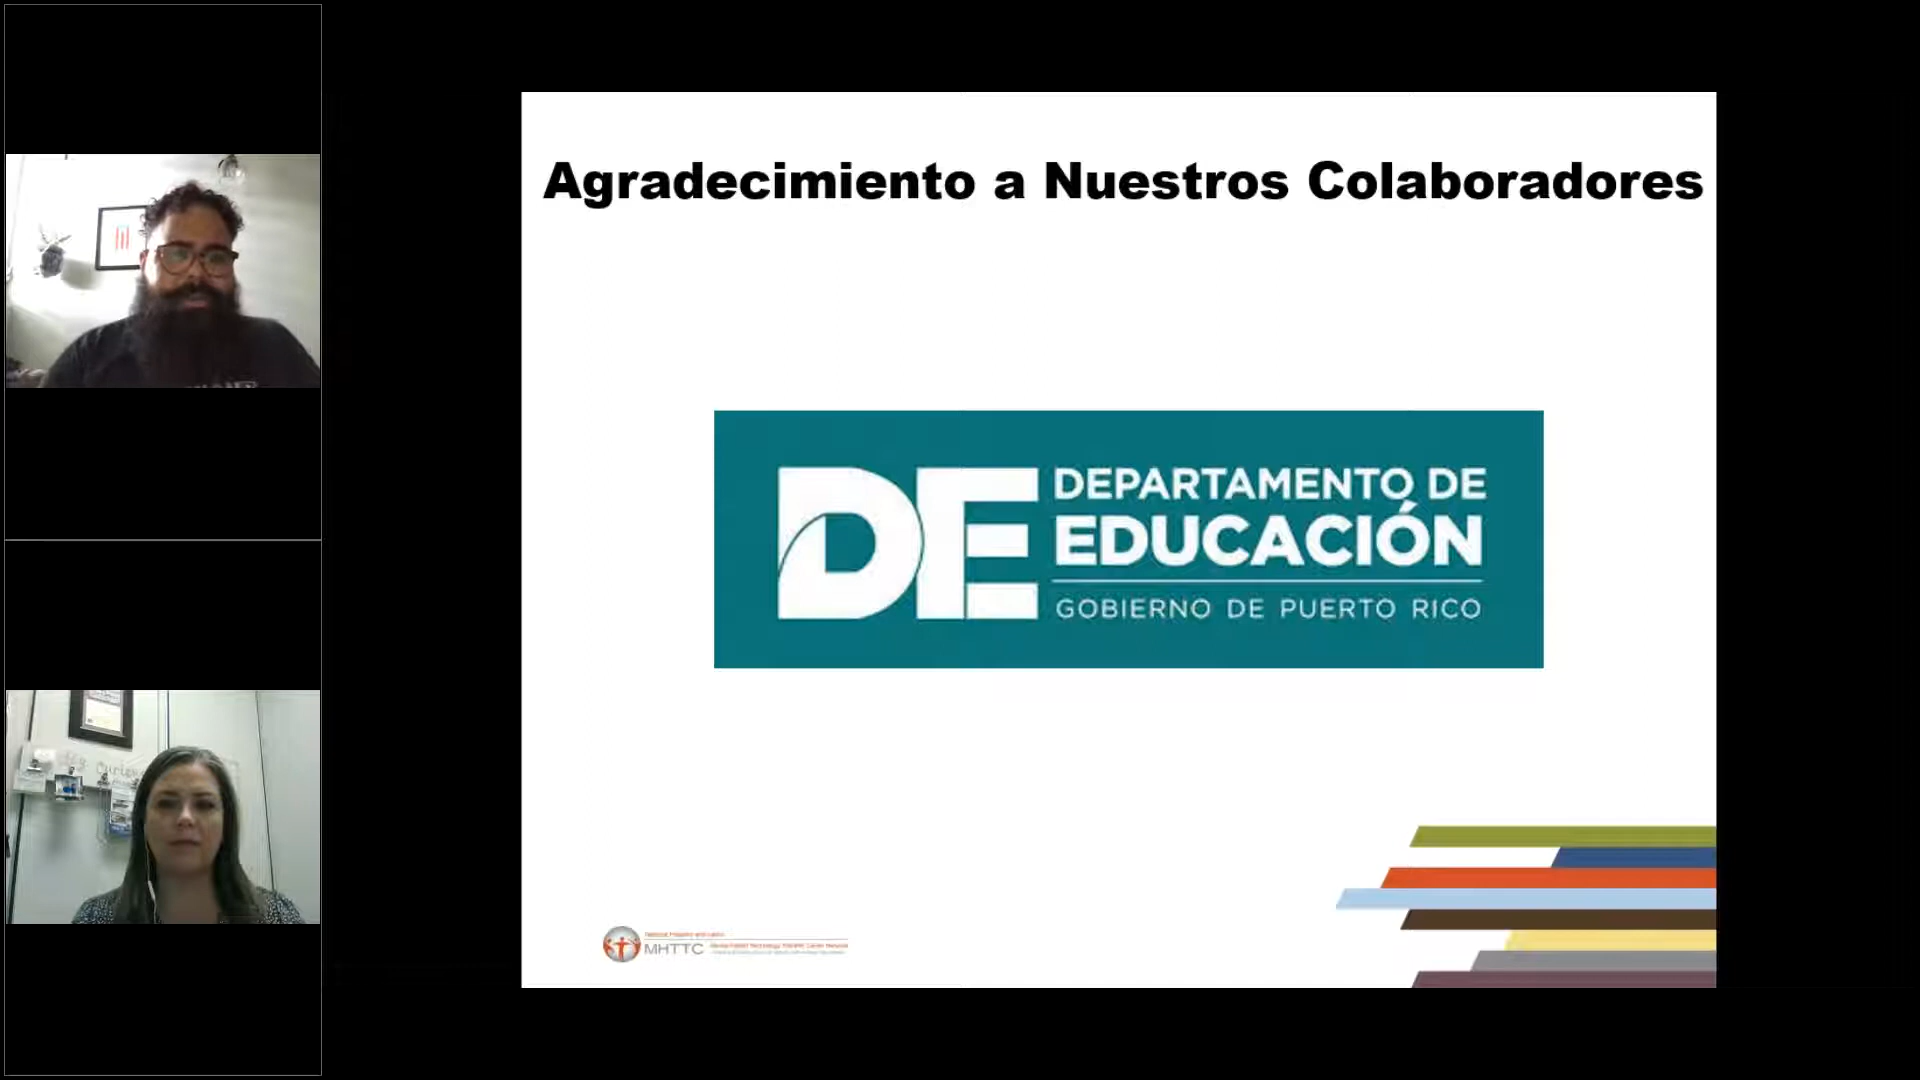 Agradecimiento a Nuestros Colaboradores
DE
DEPARTAMENTO DE
EDUCACIÓN
GOBIERNO DE PUERTO RICO
MHTTC